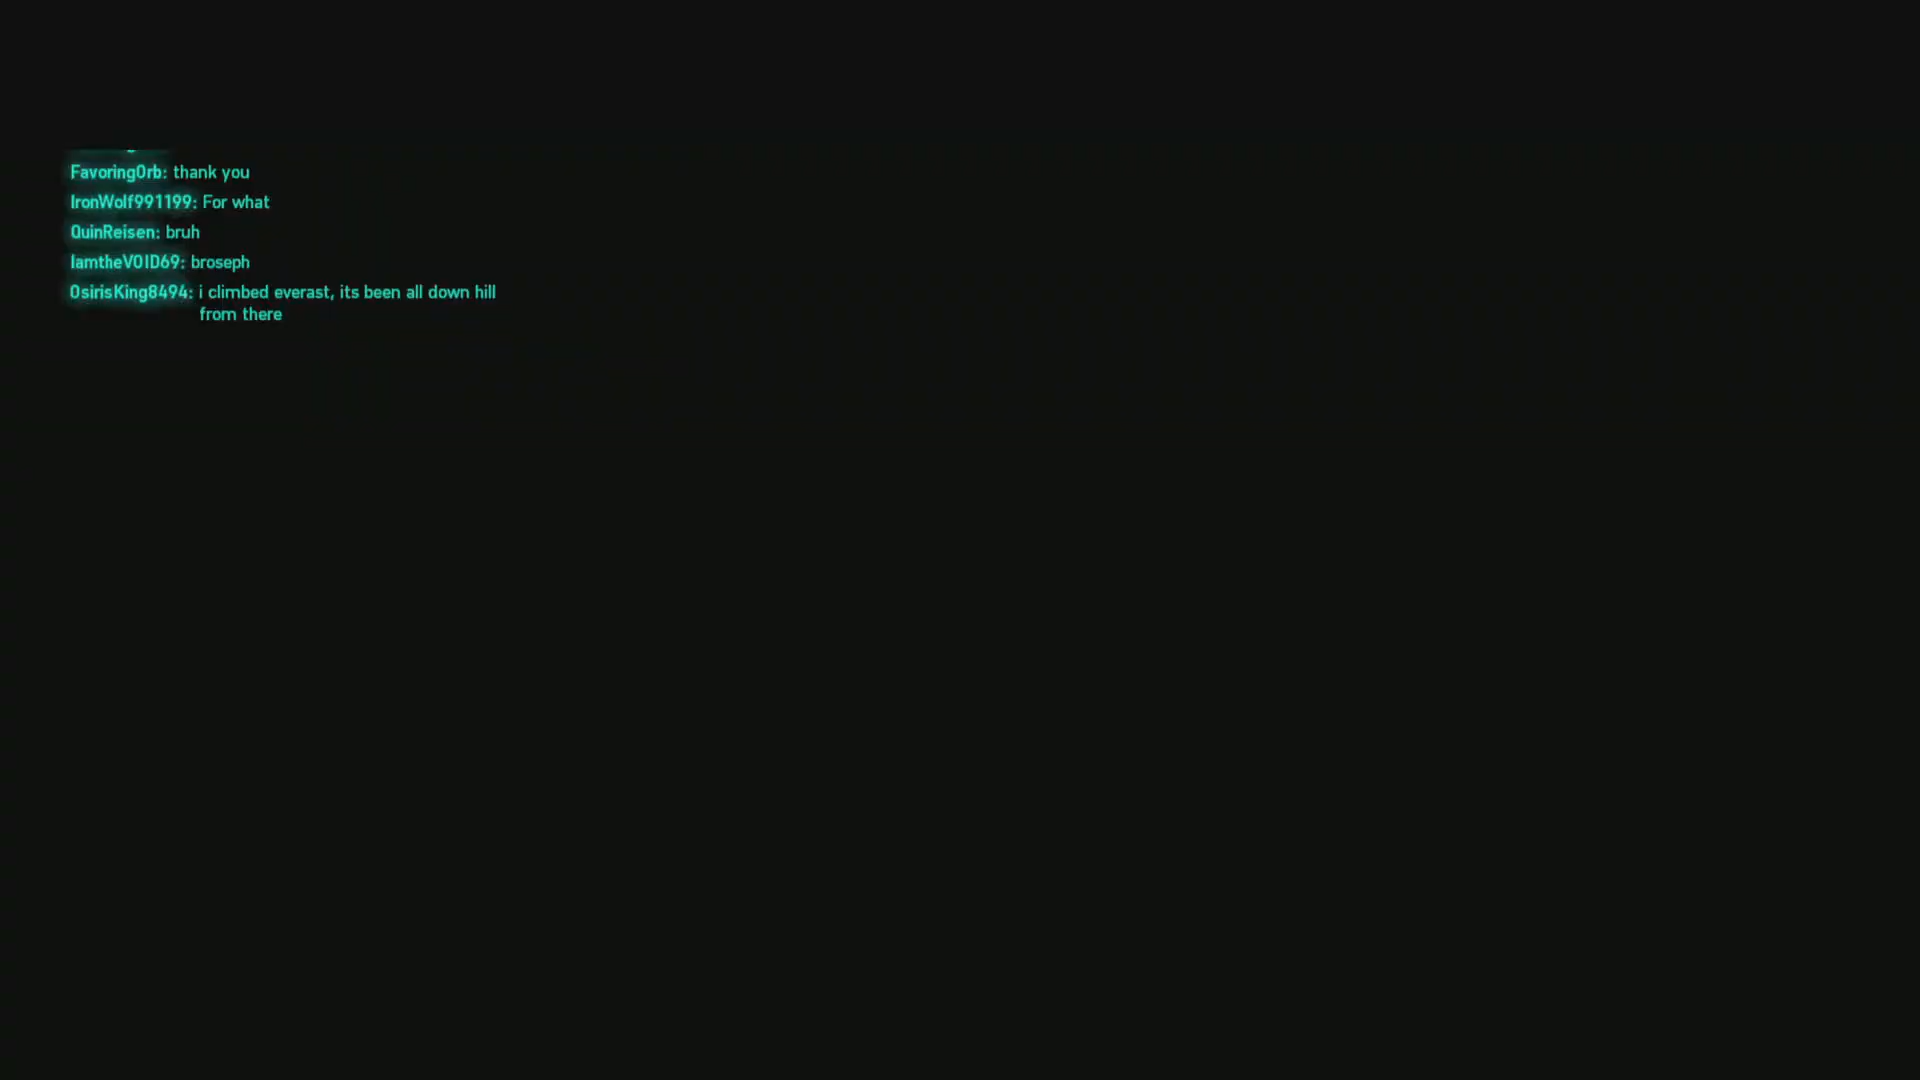 FavoringOrb: thank you
IronWolf991199: For what
QuinReisen: bruh
IamtheVOID69: broseph
OsirisKing8494: i climbed everast, its been all down hill
from there